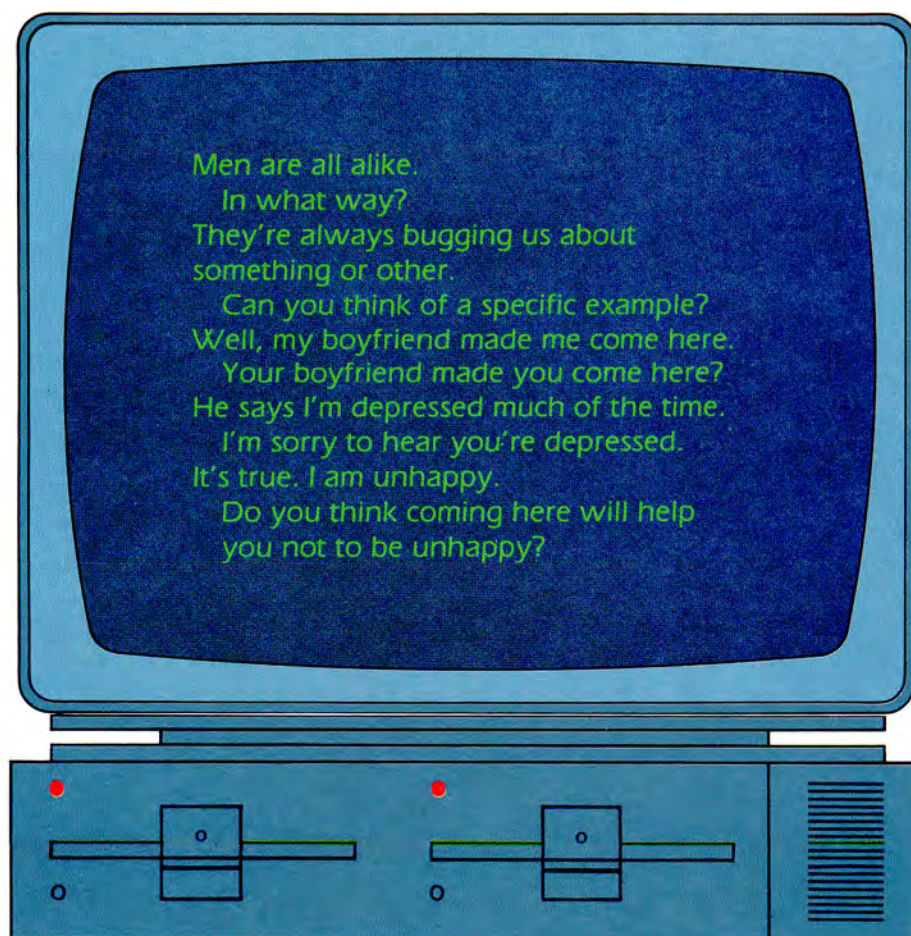 Men are all alike.
In what way?
They're always bugging us about
something or other.
Can you think of a specific example?
Well, my boyfriend made me come here.
Your boyfriend made you come here?
He says I'm depressed much of the time.
I'm sorry to hear you're depressed.
It's true. I am unhappy.
Do you think coming here will help
you not to be unhappy?